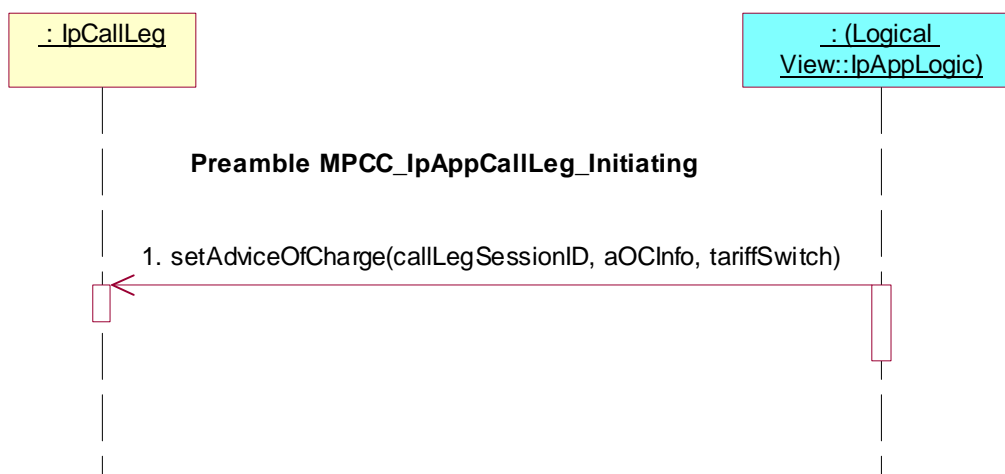 : IpCallLeg
: (Logical
View::IpAppLogic)
Preamble MPCC_IpAppCallLeg_Initiating
1. setAdviceOfCharge(callLegSessionID, aOCInfo, tariffSwitch)